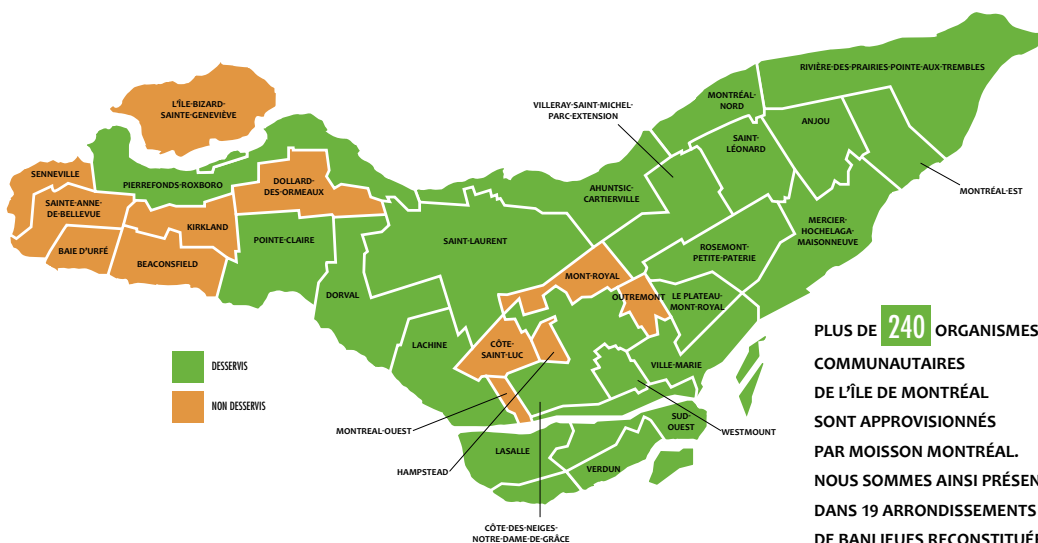 RIVIÈRE-DES-PRAIRIES-POINTE-AUX-TREMBLES
L'ÎLE-BIZARD-
SAINTE-GENEVIÈVE
MONTRÉAL-
NORD
VILLERAY-SAINT-MICHEL-
PARC-EXTENSION
ANJOU
SAINT-
LÉONARD
SENNEVILLE
PIERREFONDS-ROXBORO
DOLLARD-
DES-ORMEAUX
AHUNTSIC-
CARTIERVILLE
MONTRÉAL-EST
SAINTE-ANNE-
DE-BELLEVUE
KIRKLAND
MERCIER-
HOCHELAGA-
MAISONNEUVE
BAIE D'URFÉ
POINTE-CLAIRE
SAINT-LAURENT
ROSEMONT-
PETITE-PATERIE
BEACONSFIELD
MONT-ROYAL
DORVAL
OUTREMONT
LE PLATEAU-
MONT-ROYAL
LACHINE
CÔTE-
SAINT-LUC
VILLE-MARIE
DESSERVIS
NON DESSERVIS
MONTREAL-OUEST
SUD-
OUEST
WESTMOUNT
LASALLE
HAMPSTEAD
VERDUN
CÔTE-DES-NEIGES-
NOTRE-DAME-DE-GRÂCE
PLUS DE 240 ORGANISMES
COMMUNAUTAIRES
DE L'ÎLE DE MONTRÉAL
SONT APPROVISIONNÉS
PAR MOISSON MONTRÉAL.
NOUS SOMMES AINSI PRÉSEN
DANS 19 ARRONDISSEMENTS
DE BANLIEUES RECONSTITUÉ